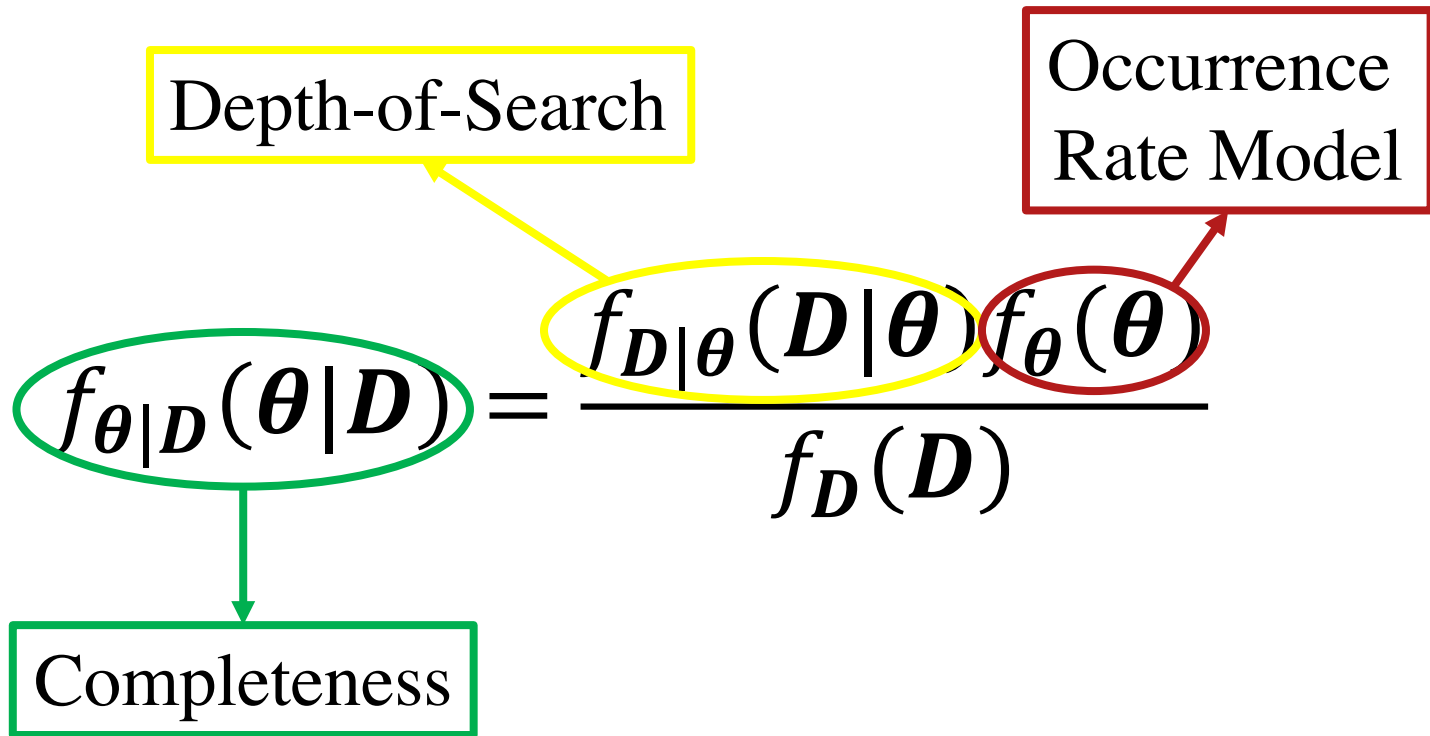 Depth-of-Search
Occurrence
Rate Model
f_{D|θ}(D|θ)f_θ(θ)
f_{θ|D}(θ|D) =
f_D(D)
Completeness